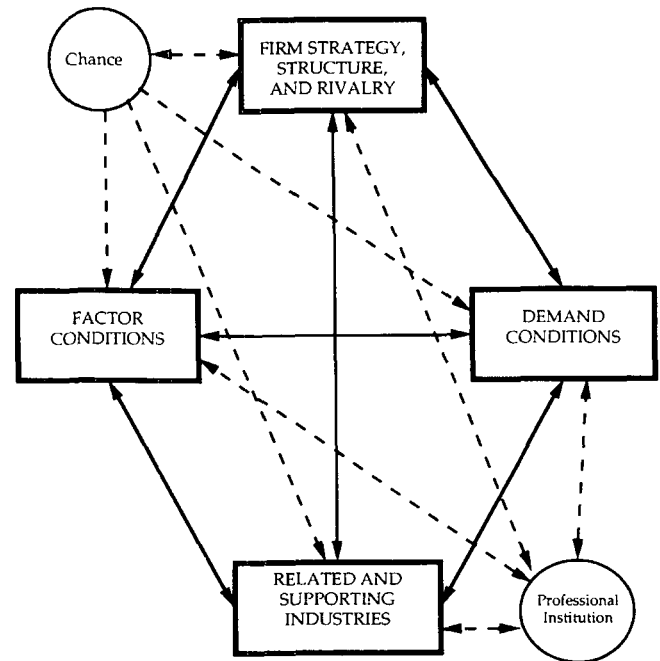 Chance
FIRM STRATEGY,
STRUCTURE,
AND RIVALRY
FACTOR
CONDITIONS
DEMAND
CONDITIONS
RELATED AND
SUPPORTING
INDUSTRIES
Professional
Institution